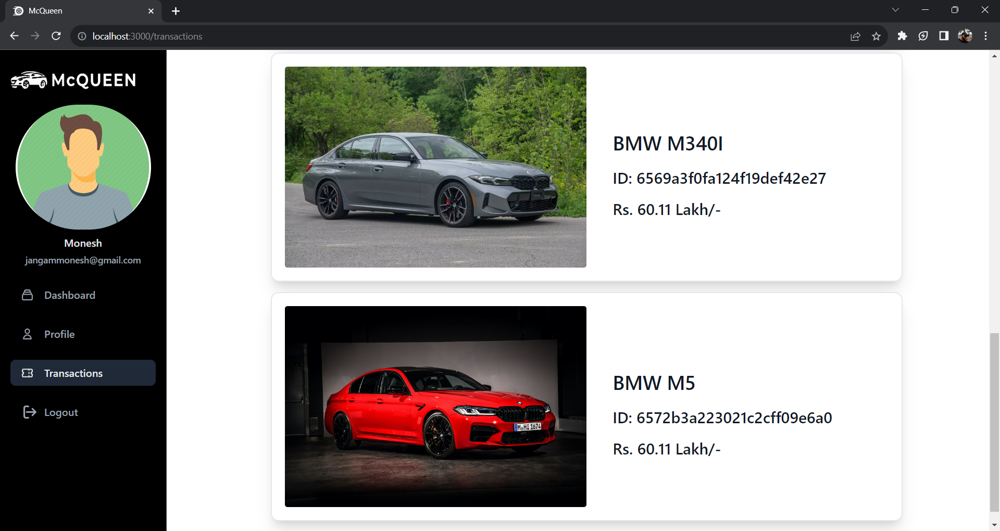 McQueen
localhost:3000/transactions
McQUEEN
Monesh
jangammonesh@gmail.com
Dashboard
Profile
Transactions
Logout
BMW M340I
ID: 6569a3f0fa124f19def42e27
Rs. 60.11 Lakh/-
M HI 1674
BMW M5
ID: 6572b3a223021c2cff09e6a0
Rs. 60.11 Lakh/-